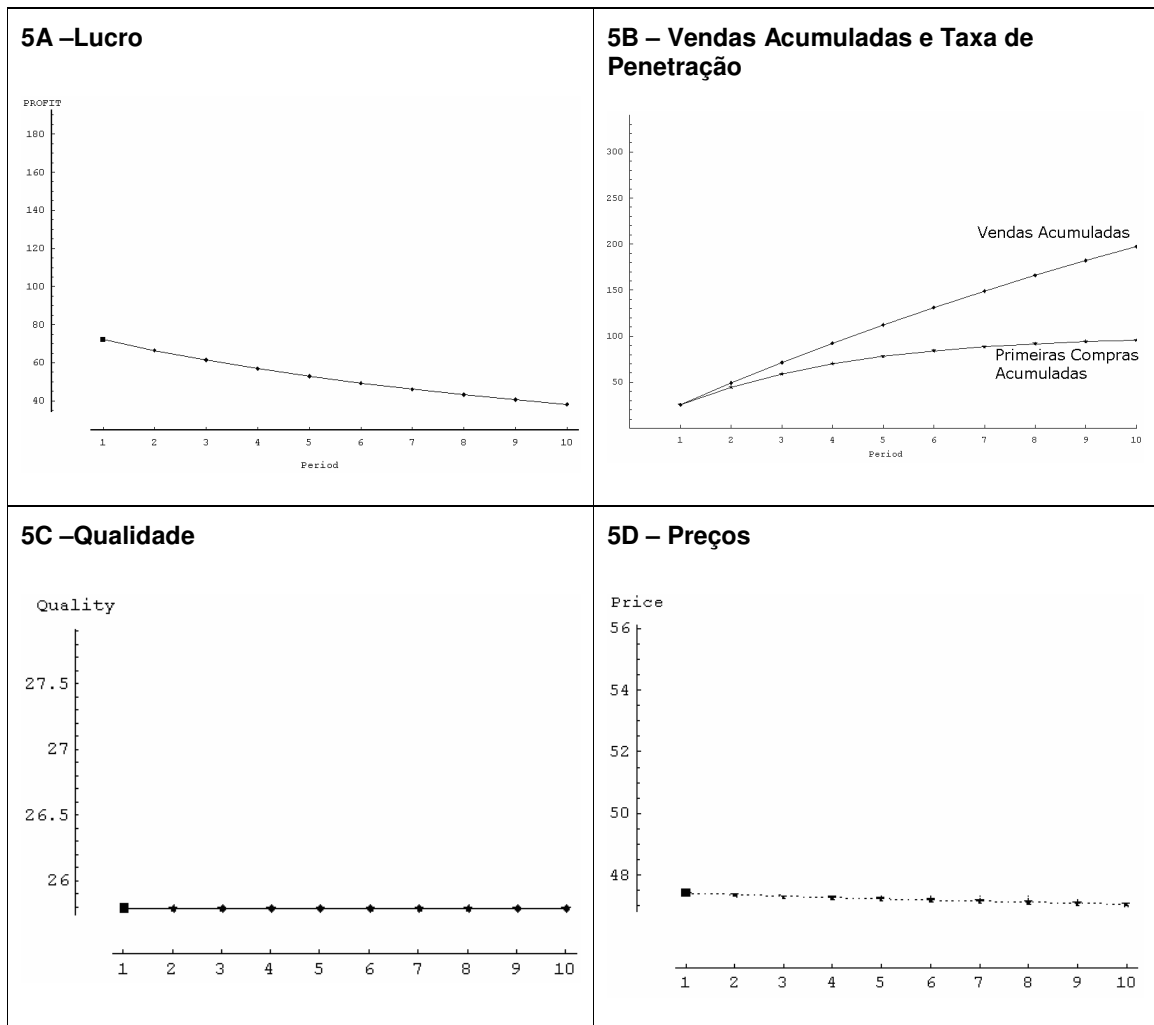 5A –Lucro
PROFIT
180
160
140
120
100
80
60
40
1 2 3 4 5 6 7 8 9 10
Period
5B – Vendas Acumuladas e Taxa de
Penetração
300
250
200
150
100
50
Vendas Acumuladas
Primeiras Compras
Acumuladas
1 2 3 4 5 6 7 8 9 10
Period
5C –Qualidade
Quality
27.5
27
26.5
26
1 2 3 4 5 6 7 8 9 10
5D – Preços
Price
56
54
52
50
48
1 2 3 4 5 6 7 8 9 10